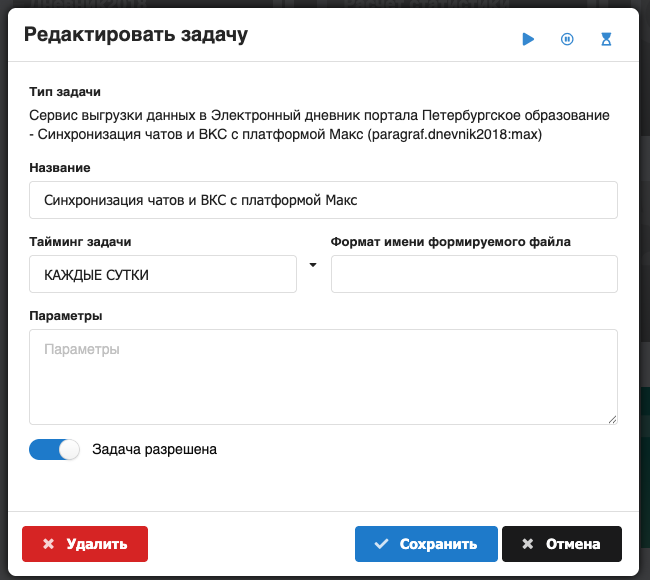 Редактировать задачу
Тип задачи
Сервис выгрузки данных в Электронный дневник портала Петербургское образование
- Синхронизация чатов и ВКС с платформой Макс (paragraf.dnevnik2018:max)
Название
Синхронизация чатов и ВКС с платформой Макс
Тайминг задачи
Формат имени формируемого файла
КАЖДЫЕ СУТКИ
Параметры
Параметры
Задача разрешена
Удалить
Сохранить
Отмена